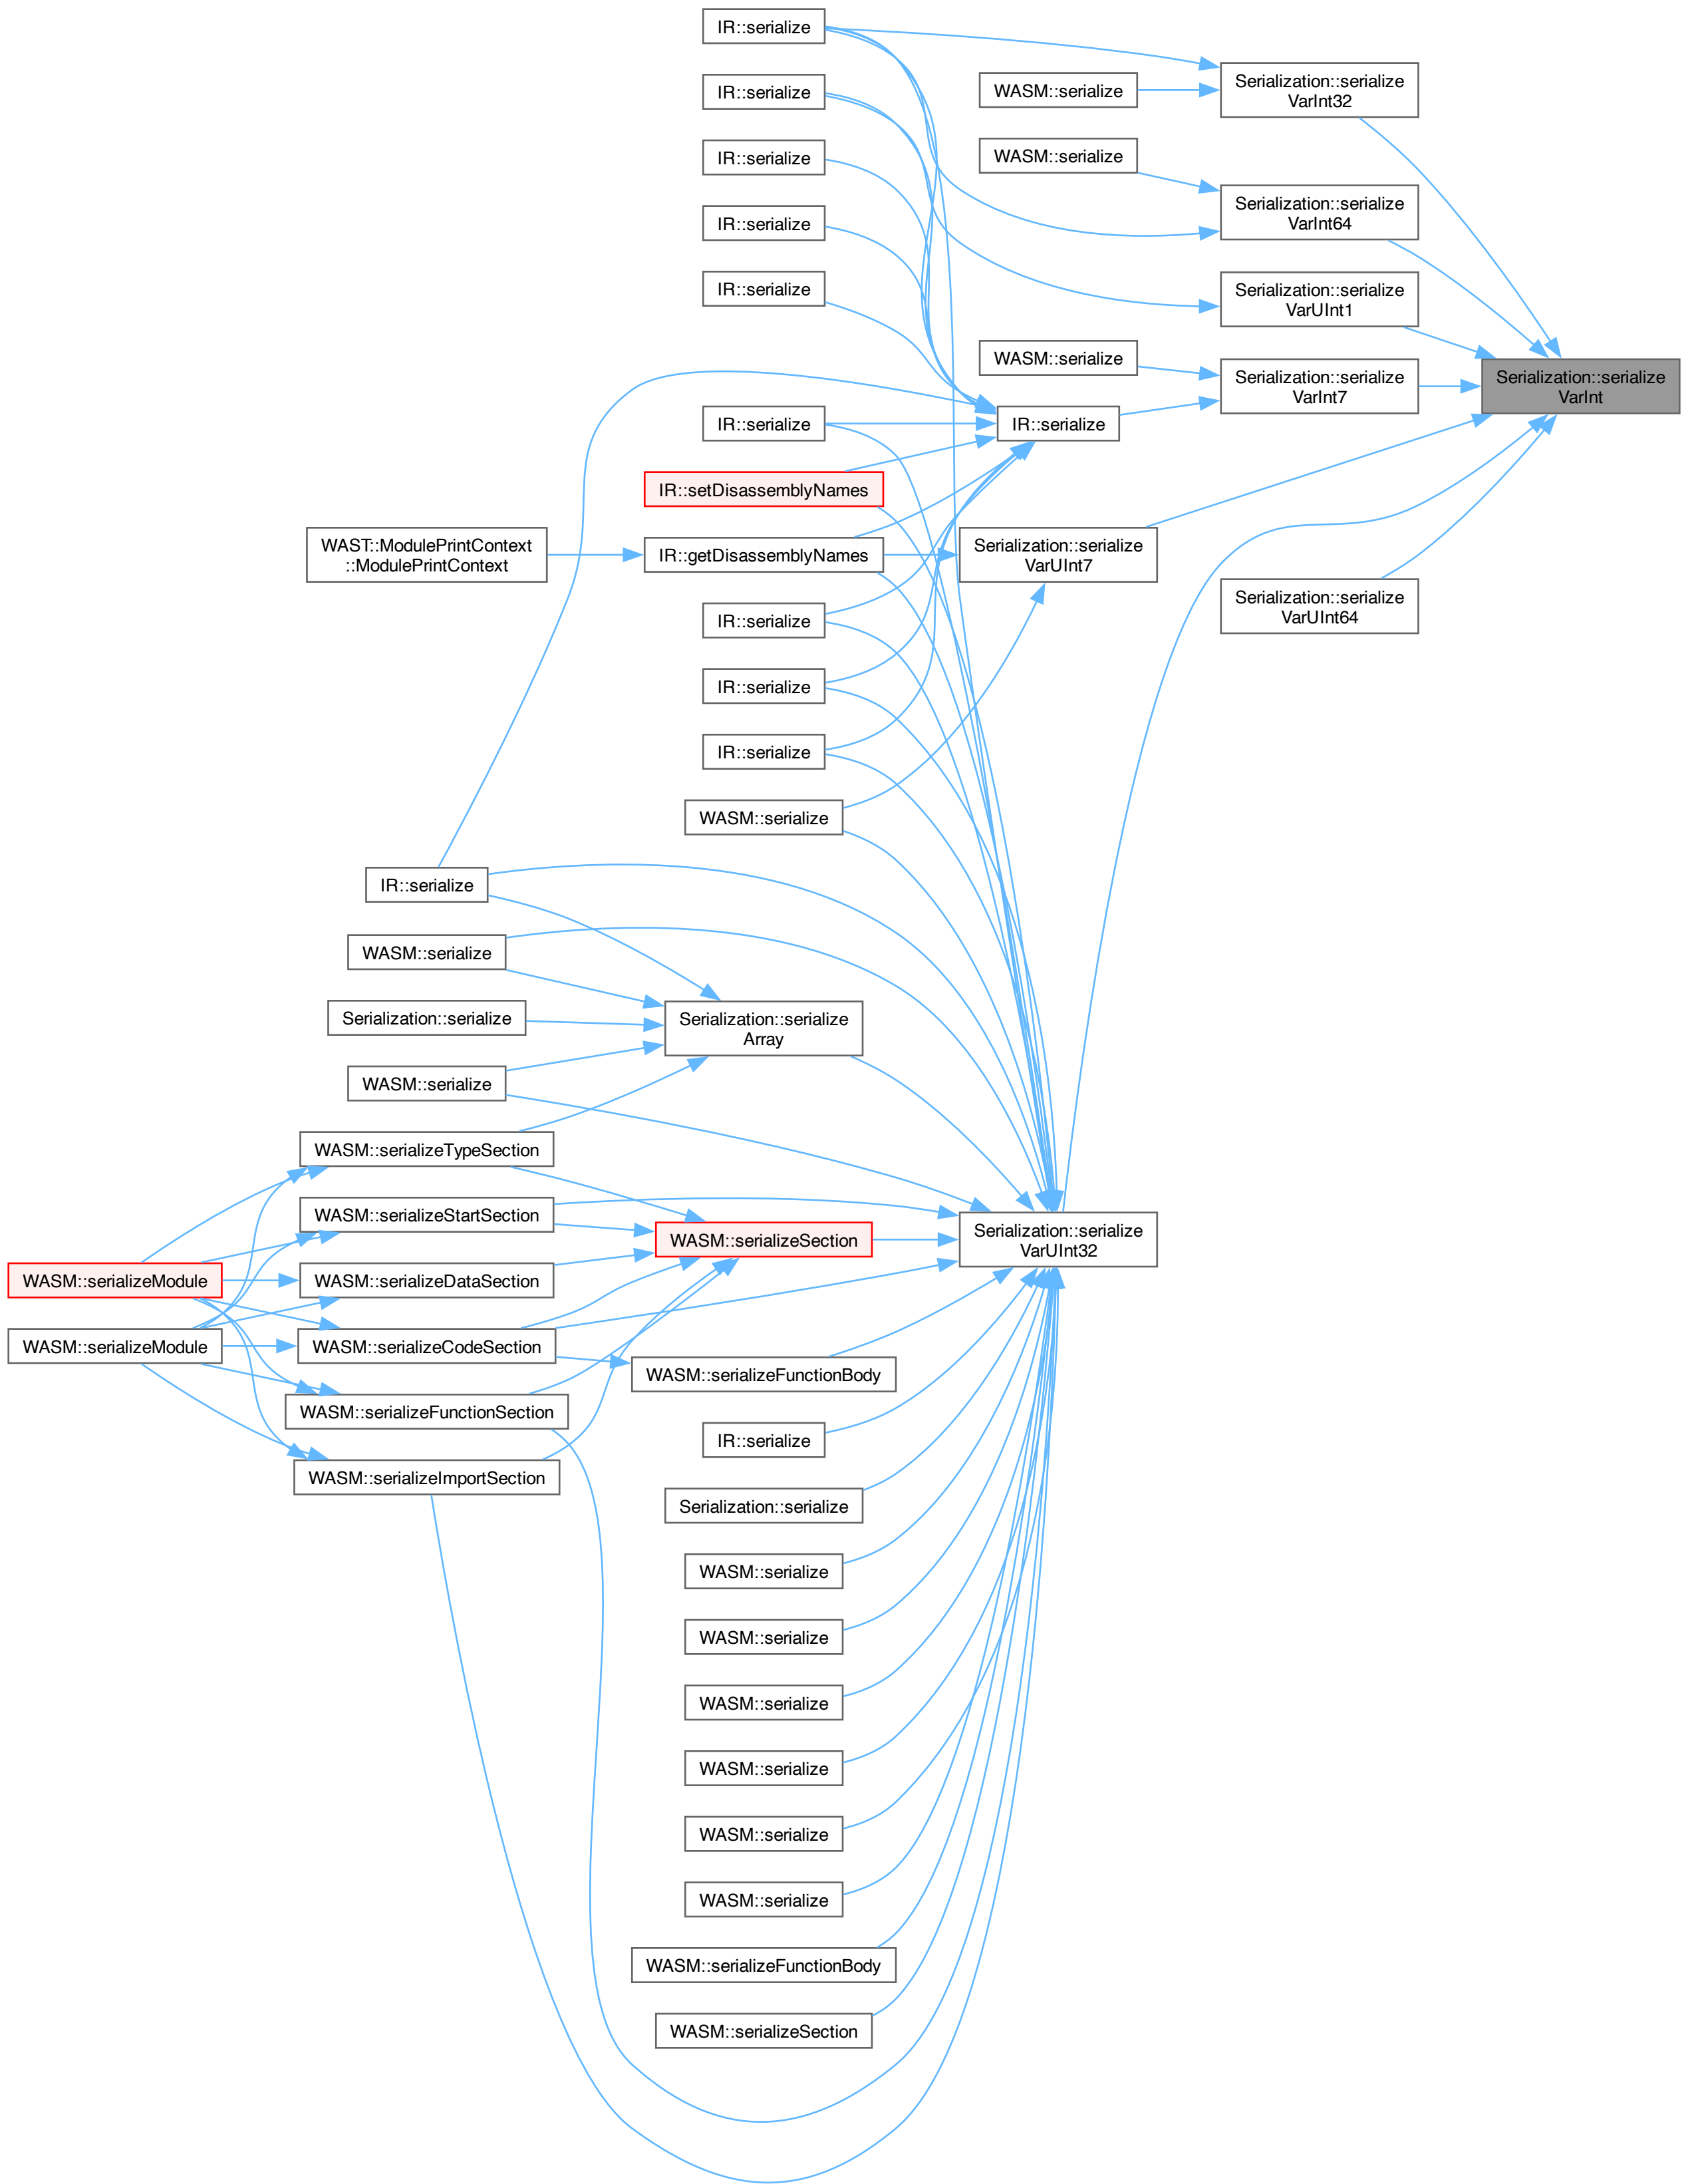 IR::serialize
Serialization::serialize
VarInt32
WASM::serialize
IR::serialize
WASM::serialize
IR::serialize
Serialization::serialize
VarInt64
IR::serialize
IR::serialize
Serialization::serialize
VarUInt1
WASM::serialize
Serialization::serialize
VarInt7
Serialization::serialize
VarInt
IR::serialize
IR::serialize
IR::setDisassemblyNames
WAST::ModulePrintContext
::ModulePrintContext
IR::getDisassemblyNames
Serialization::serialize
VarUInt7
Serialization::serialize
VarUInt64
IR::serialize
IR::serialize
IR::serialize
WASM::serialize
IR::serialize
WASM::serialize
Serialization::serialize
Serialization::serialize
Array
WASM::serialize
WASM::serializeTypeSection
WASM::serializeStartSection
WASM::serializeSection
Serialization::serialize
VarUInt32
WASM::serializeModule
WASM::serializeDataSection
WASM::serializeModule
WASM::serializeCodeSection
WASM::serializeFunctionBody
WASM::serializeFunctionSection
IR::serialize
WASM::serializeImportSection
Serialization::serialize
WASM::serialize
WASM::serialize
WASM::serialize
WASM::serialize
WASM::serialize
WASM::serialize
WASM::serializeFunctionBody
WASM::serializeSection